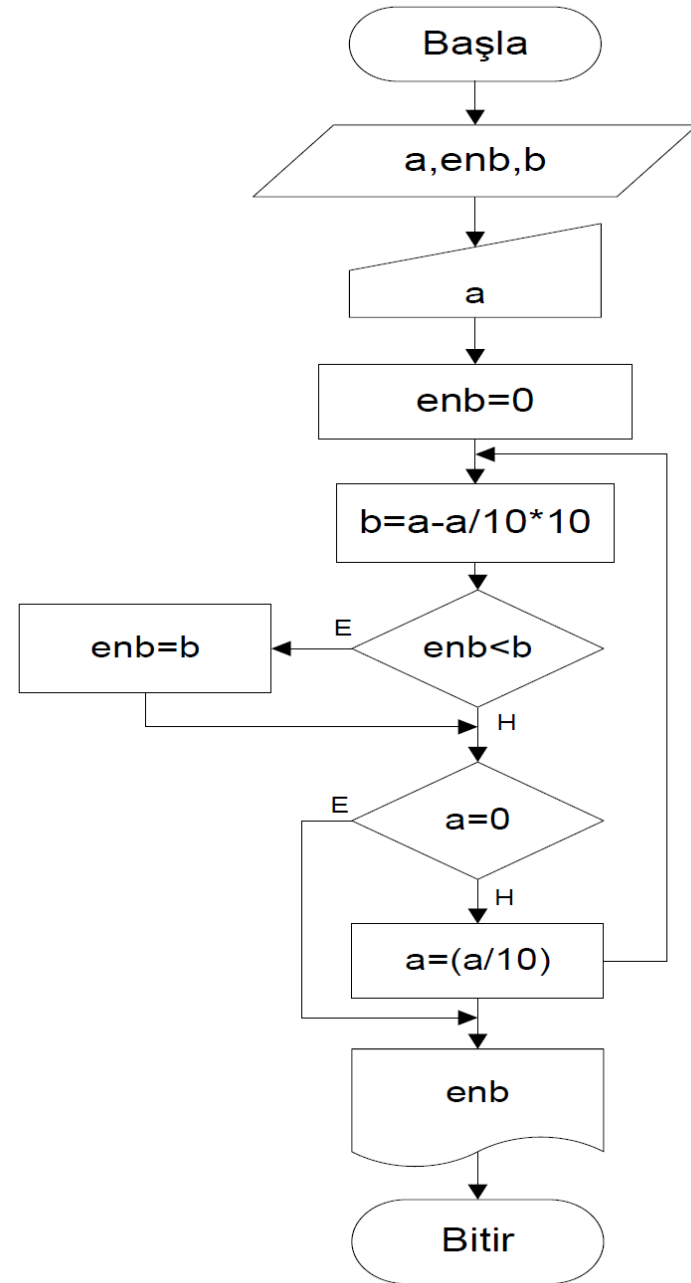 Başla
a,enb,b
a
enb=0
b=a-a/10*10
E
enb<b
enb=b
H
E
a=0
H
a=(a/10)
enb
Bitir